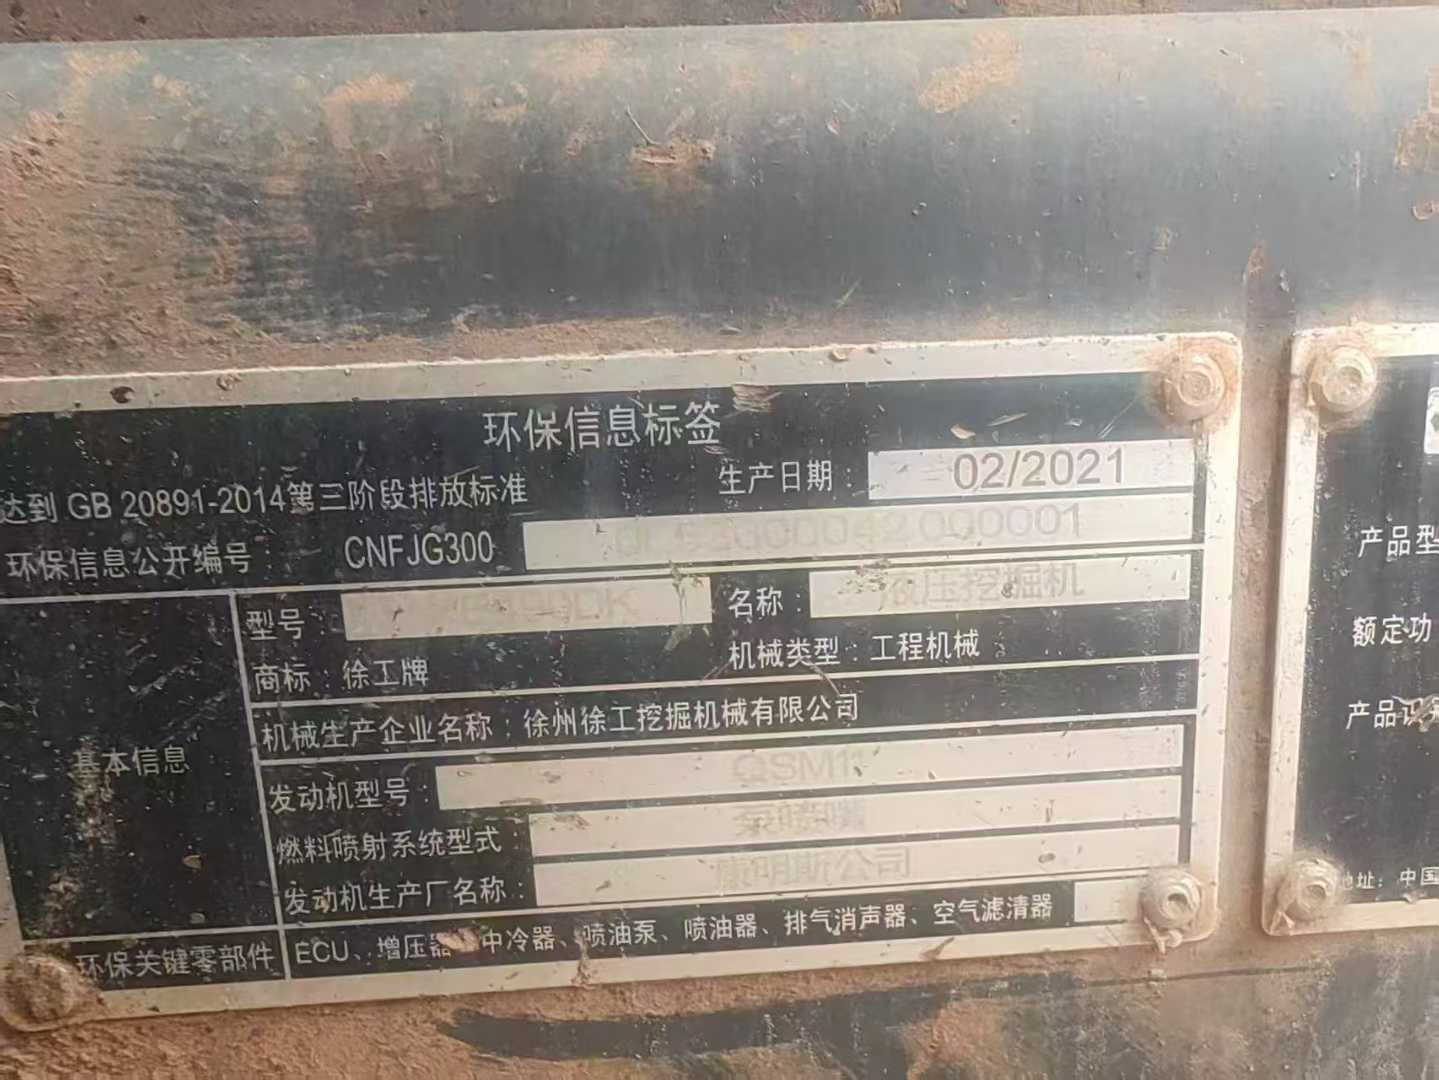 环保信息标签
达到 GB 20891-2014第三阶段排放标准
生产日期: 02/2021
环保信息公开编号: CNFJG300 G00042000001
型号: DK
名称: 液压挖掘机
商标: 徐工牌
机械类型: 工程机械
机械生产企业名称: 徐州徐工挖掘机械有限公司
基本信息
发动机型号: QSM11
燃料喷射系统型式: 泵喷嘴
发动机生产厂名称: 康明斯公司
环保关键零部件
ECU、增压器、中冷器、喷油泵、喷油器、排气消声器、空气滤清器
产品型
额定功
产品识
地址: 中国